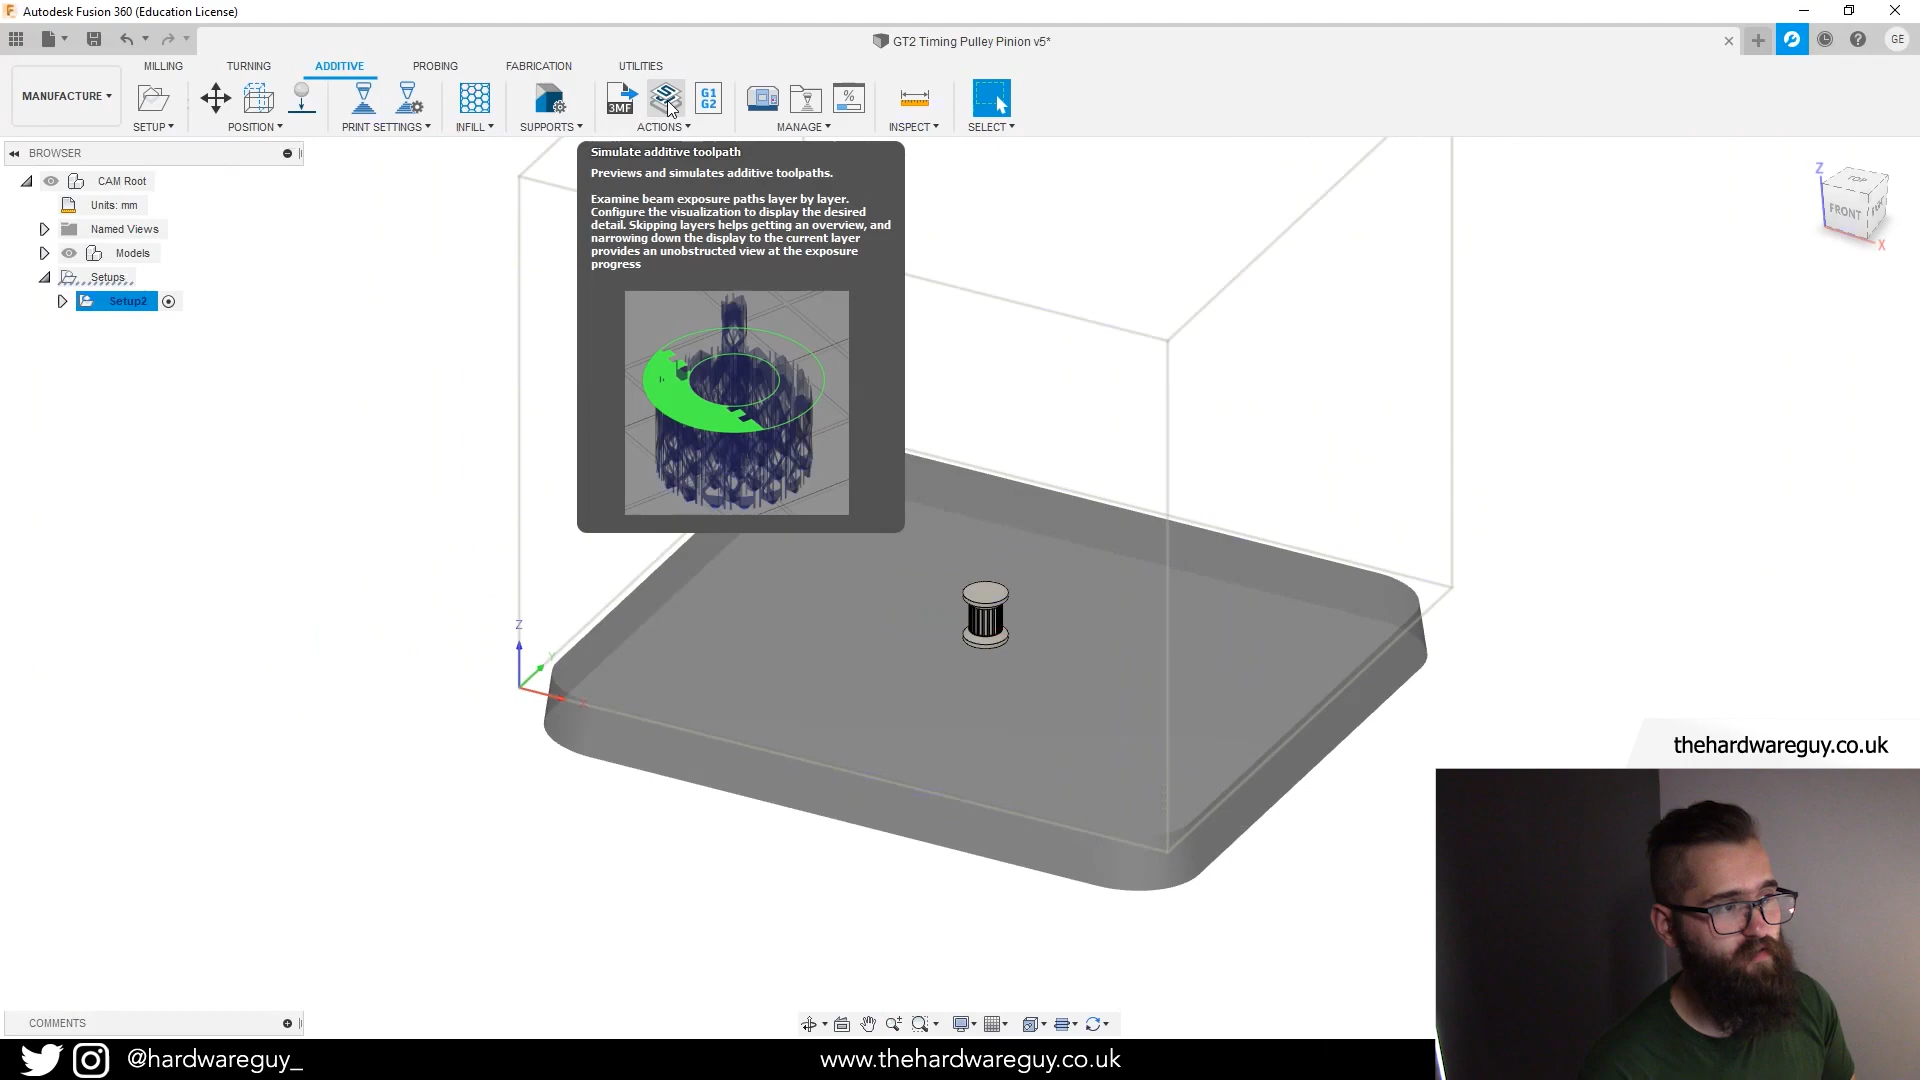 Autodesk Fusion 360 (Education License)
GT2 Timing Pulley Pinion v5*
GE
MILLING
TURNING
ADDITIVE
PROBING
FABRICATION
UTILITIES
MANUFACTURE
3MF
G1
G2
%
SETUP
POSITION
PRINT SETTINGS
INFILL
SUPPORTS
ACTIONS
MANAGE
INSPECT
SELECT
BROWSER
CAM Root
Units: mm
Named Views
Models
Setups
Setup2
Simulate additive toolpath
Previews and simulates additive toolpaths.
Examine beam exposure paths layer by layer.
Configure the visualization to display the desired
detail. Skipping layers helps getting an overview, and
narrowing down the display to the current layer
provides an unobstructed view at the exposure
progress
Z
TOP
FRONT
X
Z
thehardwareguy.co.uk
COMMENTS
@hardwareguy_
www.thehardwareguy.co.uk